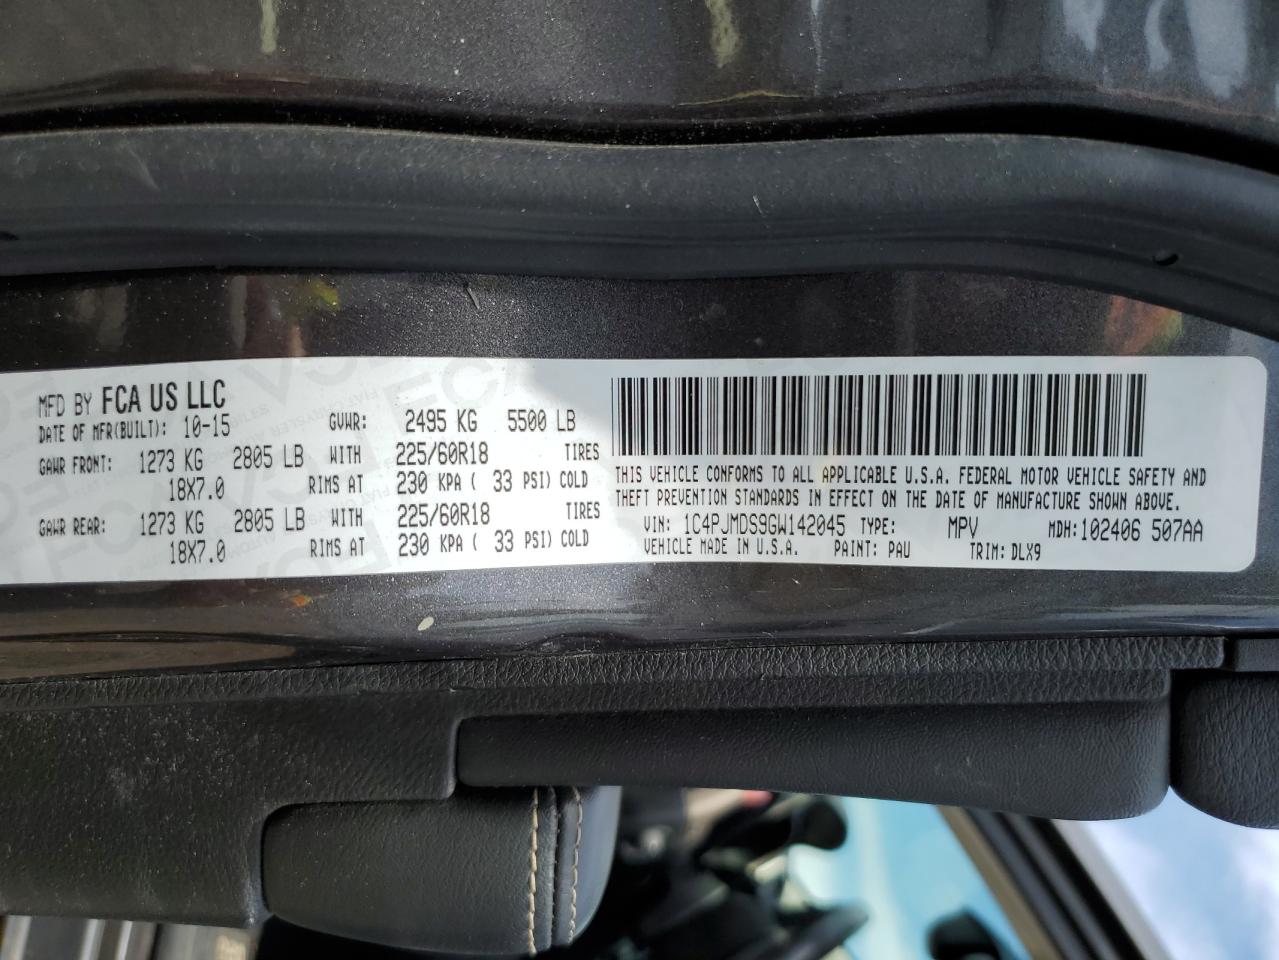 MFD BY FCA US LLC
DATE OF MFR(BUILT): 10-15 GVWR: 2495 KG 5500 LB
GAWR FRONT: 1273 KG 2805 LB WITH 225/60R18 TIRES
18X7.0 RIMS AT 230 KPA ( 33 PSI) COLD
GAWR REAR: 1273 KG 2805 LB WITH 225/60R18 TIRES
18X7.0 RIMS AT 230 KPA ( 33 PSI) COLD
THIS VEHICLE CONFORMS TO ALL APPLICABLE U.S.A. FEDERAL MOTOR VEHICLE SAFETY AND
THEFT PREVENTION STANDARDS IN EFFECT ON THE DATE OF MANUFACTURE SHOWN ABOVE.
VIN: 1C4PJMDS9GW142045 TYPE: MPV MDH:102406 507AA
VEHICLE MADE IN U.S.A. PAINT: PAU TRIM: DLX9